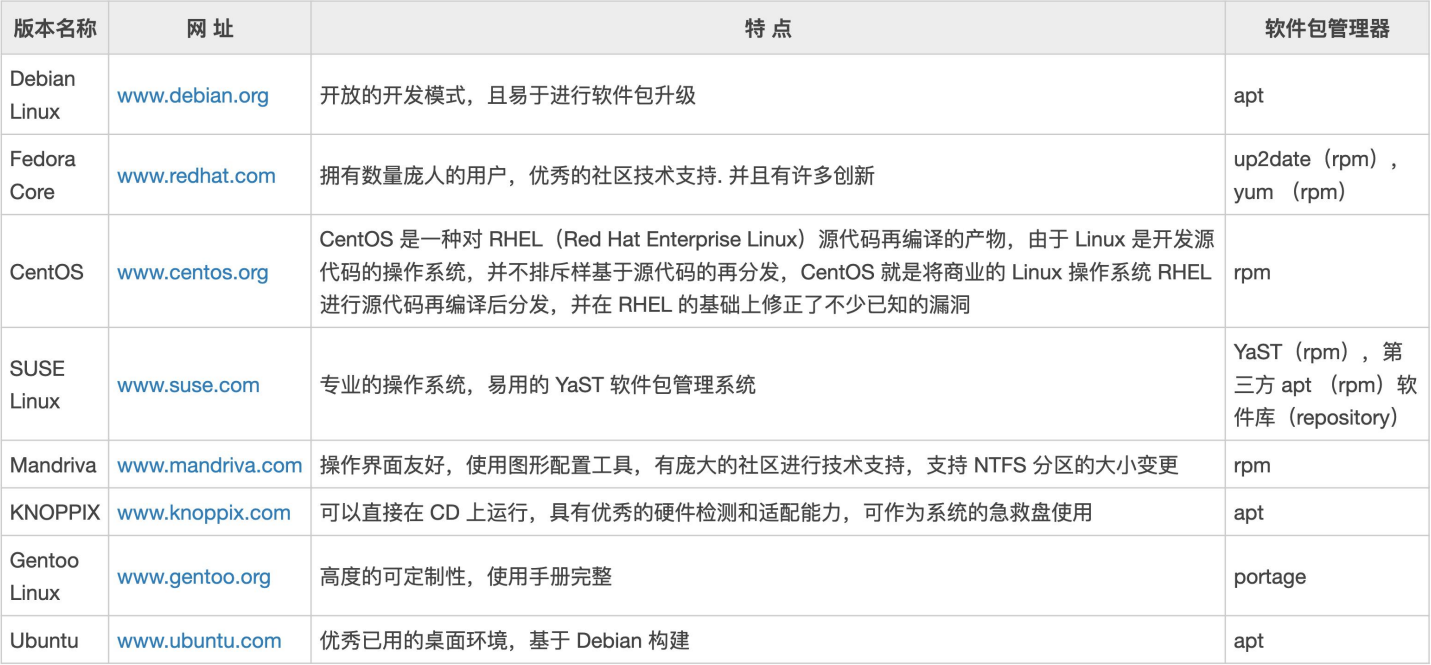 版本名称 网 址 特 点 软件包管理器
Debian
Linux
www.debian.org
开放的开发模式，且易于进行软件包升级
apt
Fedora
Core
www.redhat.com
拥有数量庞人的用户，优秀的社区技术支持. 并且有许多创新
up2date（rpm），
yum （rpm）
CentOS
www.centos.org
CentOS 是一种对 RHEL（Red Hat Enterprise Linux）源代码再编译的产物，由于 Linux 是开发源
代码的操作系统，并不排斥样基于源代码的再分发，CentOS 就是将商业的 Linux 操作系统 RHEL
进行源代码再编译后分发，并在 RHEL 的基础上修正了不少已知的漏洞
rpm
SUSE
Linux
www.suse.com
专业的操作系统，易用的 YaST 软件包管理系统
YaST（rpm），第
三方 apt （rpm）软
件库（repository）
Mandriva
www.mandriva.com
操作界面友好，使用图形配置工具，有庞大的社区进行技术支持，支持 NTFS 分区的大小变更
rpm
KNOPPIX
www.knoppix.com
可以直接在 CD 上运行，具有优秀的硬件检测和适配能力，可作为系统的急救盘使用
apt
Gentoo
Linux
www.gentoo.org
高度的可定制性，使用手册完整
portage
Ubuntu
www.ubuntu.com
优秀已用的桌面环境，基于 Debian 构建
apt